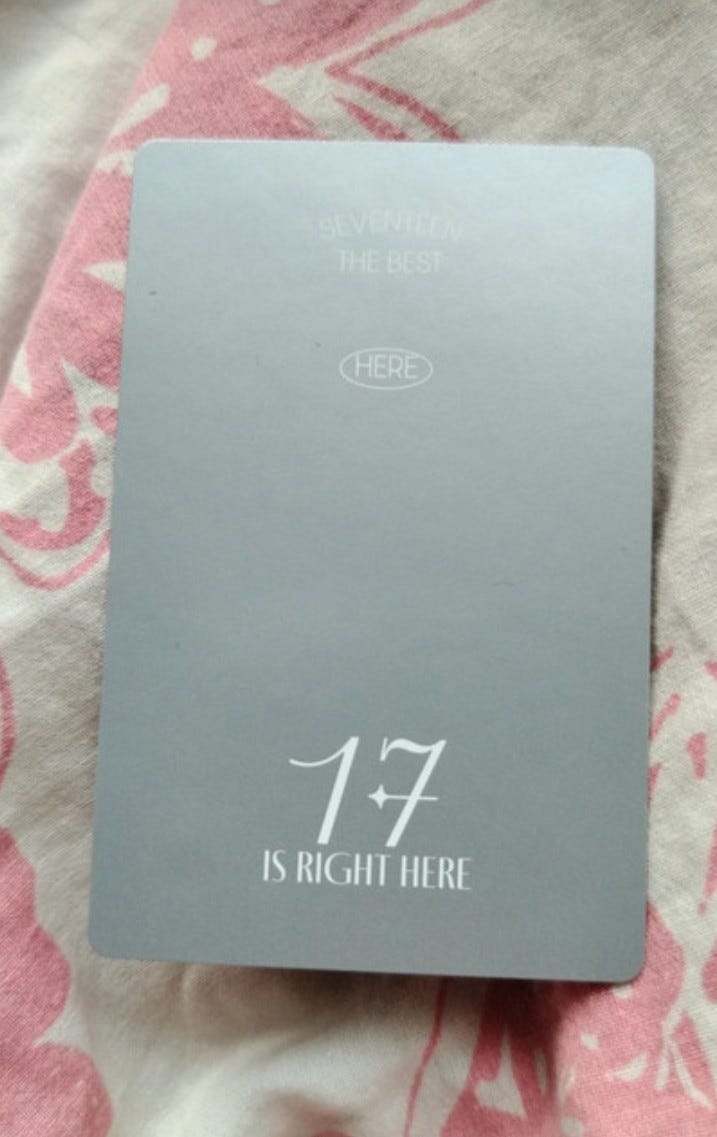 SEVENTEEN
THE BEST
HERE
17
IS RIGHT HERE